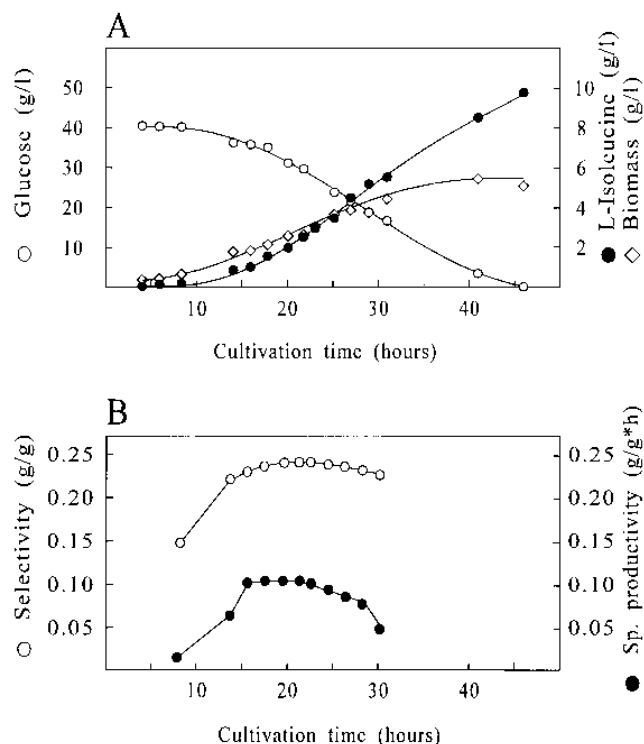 A
○ Glucose (g/l)
50
40
30
20
10
10
8
6
4
2
● L-Isoleucine (g/l)
◇ Biomass (g/l)
10 20 30 40
Cultivation time (hours)
B
○ Selectivity (g/g)
0.25
0.20
0.15
0.10
0.05
0.25
0.20
0.15
0.10
0.05
● Sp. productivity (g/g*h)
10 20 30 40
Cultivation time (hours)